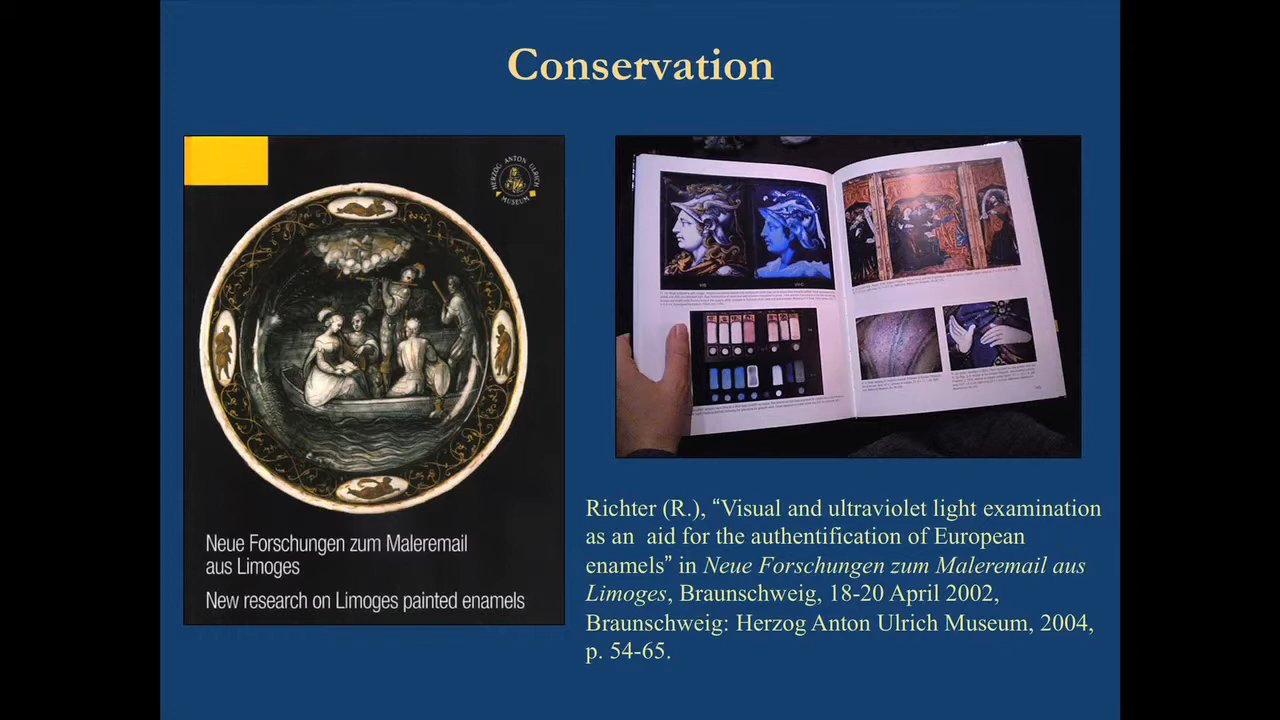 Conservation
HERZOG ANTON ULRICH
MUSEUM
Neue Forschungen zum Maleremail
aus Limoges
New research on Limoges painted enamels
Richter (R.), “Visual and ultraviolet light examination
as an aid for the authentification of European
enamels” in Neue Forschungen zum Maleremail aus
Limoges, Braunschweig, 18-20 April 2002,
Braunschweig: Herzog Anton Ulrich Museum, 2004,
p. 54-65.